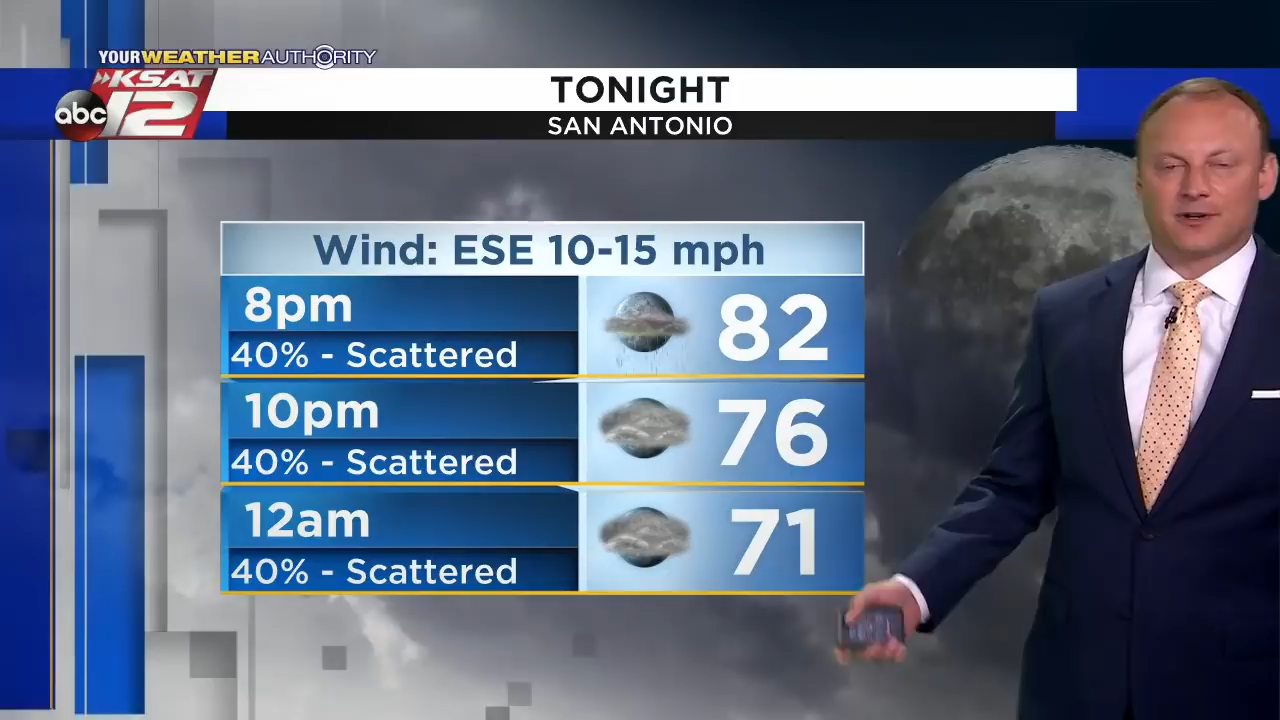 YOURWEATHERAUTHORITY
KSAT
abc
12
TONIGHT
SAN ANTONIO
Wind: ESE 10-15 mph
8pm
82
40% - Scattered
10pm
76
40% - Scattered
12am
71
40% - Scattered